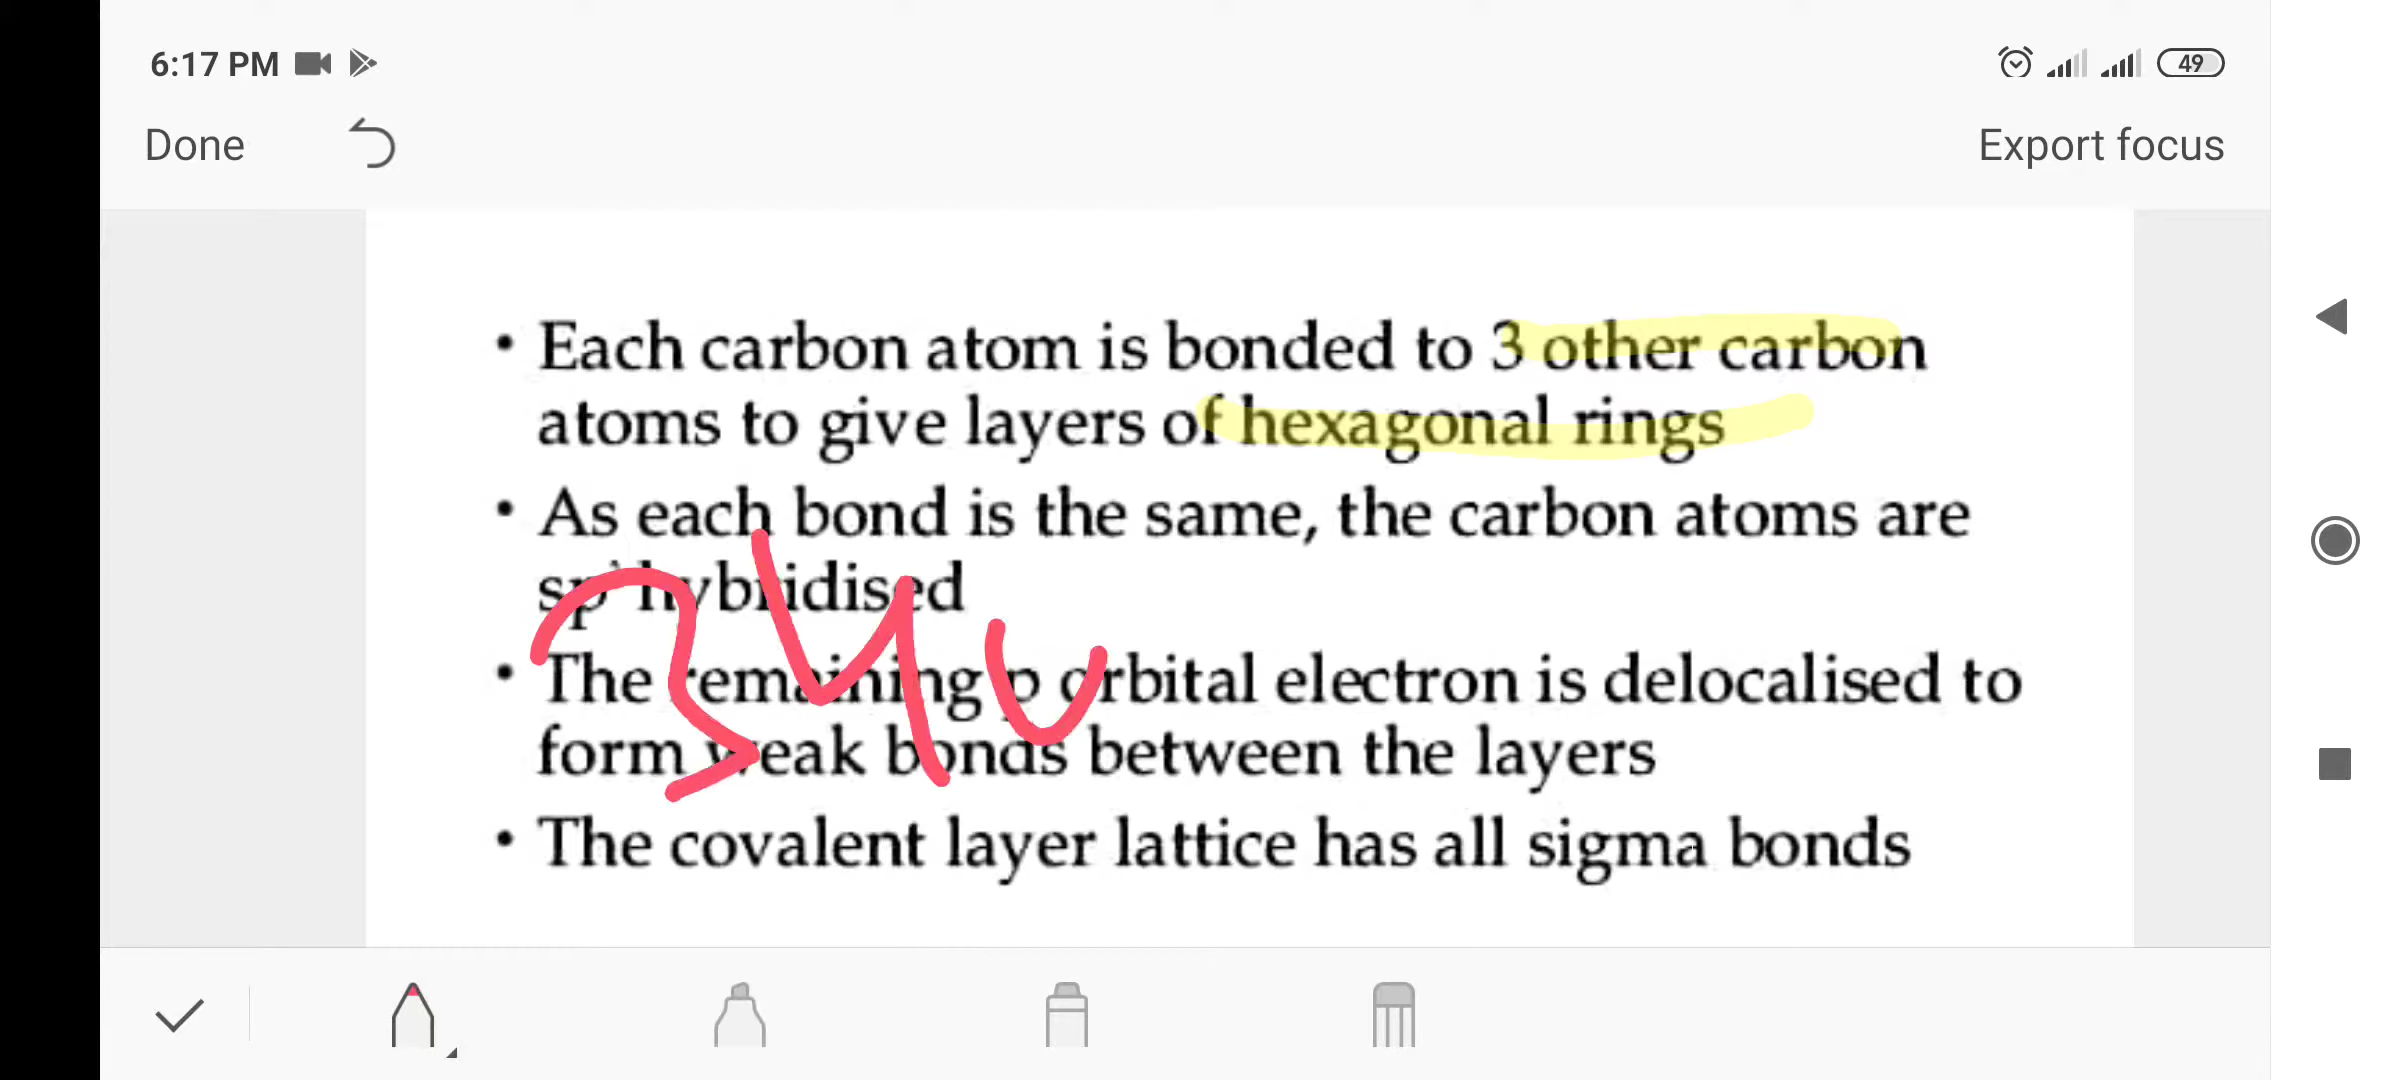 6:17 PM 49
Done Export focus
• Each carbon atom is bonded to 3 other carbon
atoms to give layers of hexagonal rings
• As each bond is the same, the carbon atoms are
hybridised
• The remaining p orbital electron is delocalised to
form weak bonds between the layers
• The covalent layer lattice has all sigma bonds